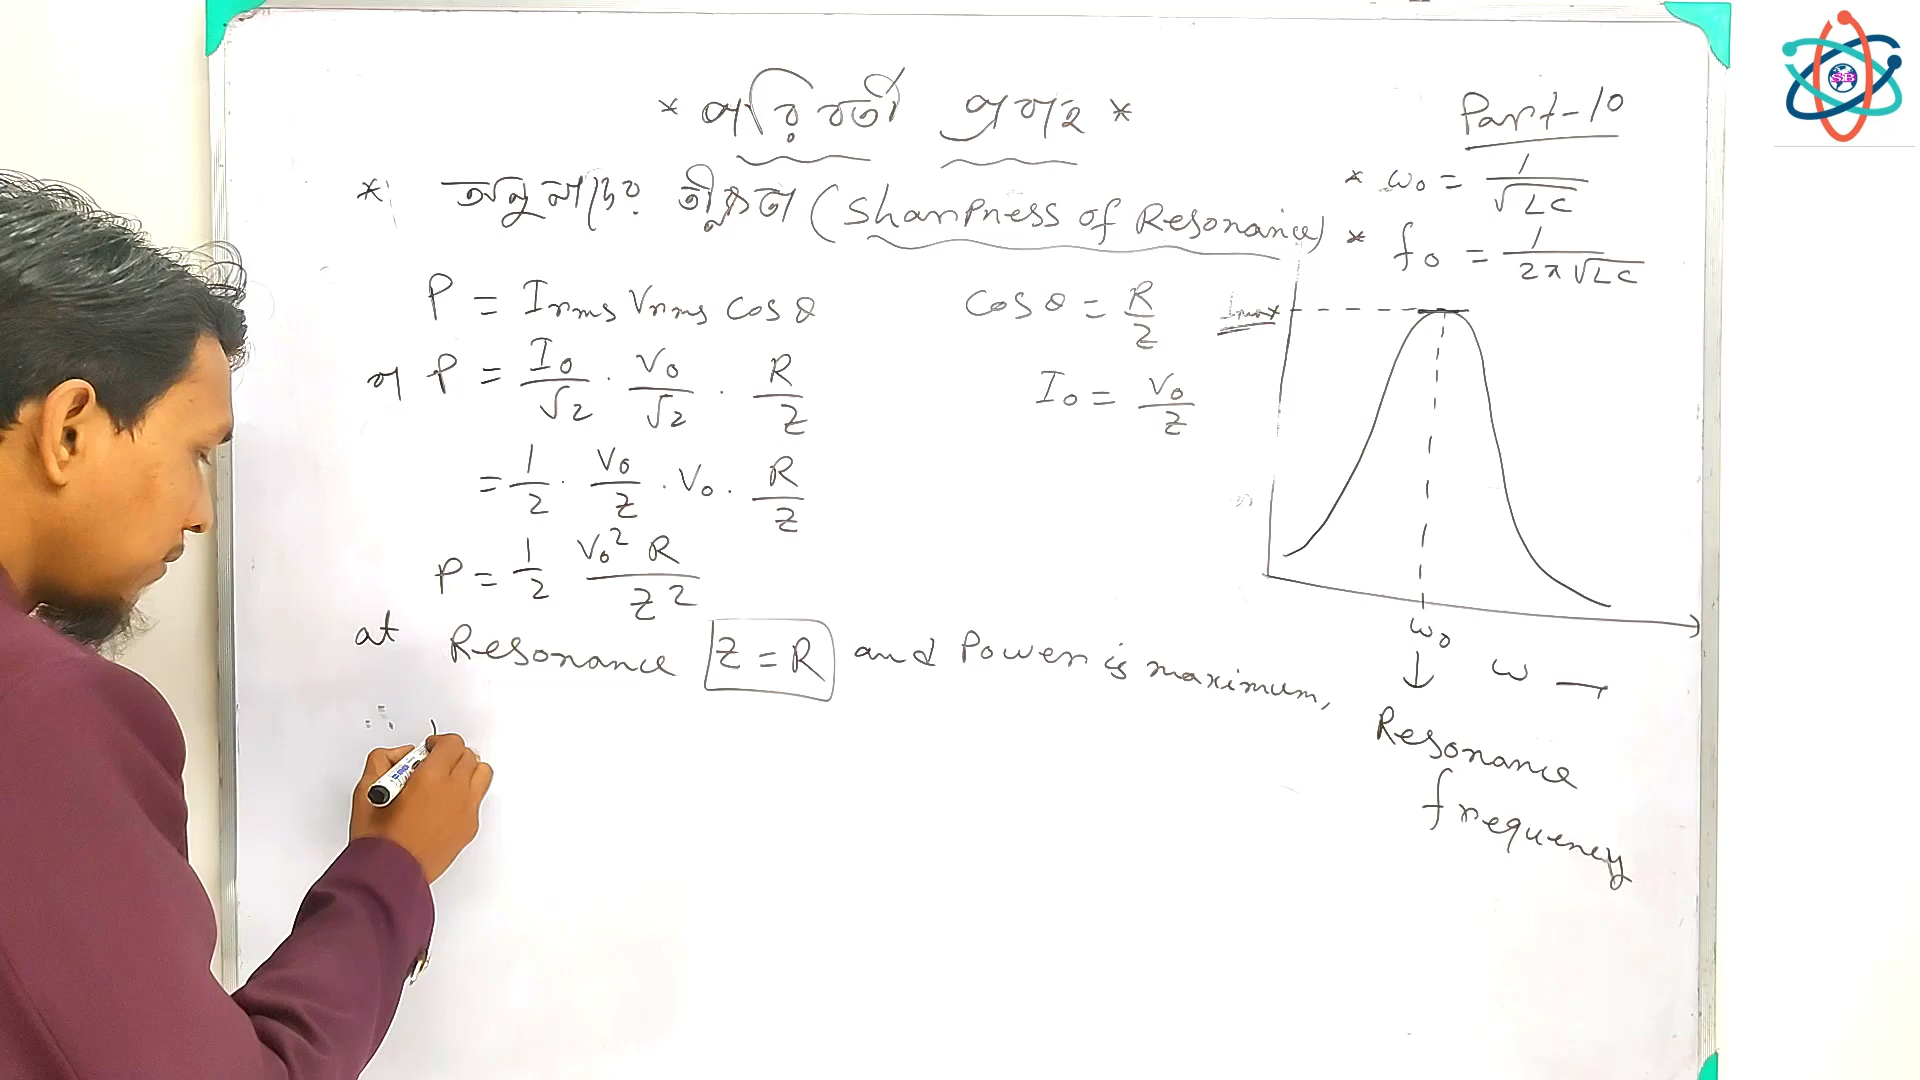 * পরিবর্তী প্রবাহ *
Part-10
* অনুনাদের তীক্ষ্ণতা (Sharpness of Resonance)
* ω₀ = 1/√LC
* f₀ = 1/2π√LC
P = Irms Vrms cos θ
cos θ = R/Z
বা P = I₀/√2 . V₀/√2 . R/Z
I₀ = V₀/Z
= 1/2 . V₀/Z . V₀ . R/Z
P = 1/2 V₀² R/Z²
at Resonance Z = R and Power is maximum,
Imax
ω₀
↓
ω —
Resonance
frequency
SB